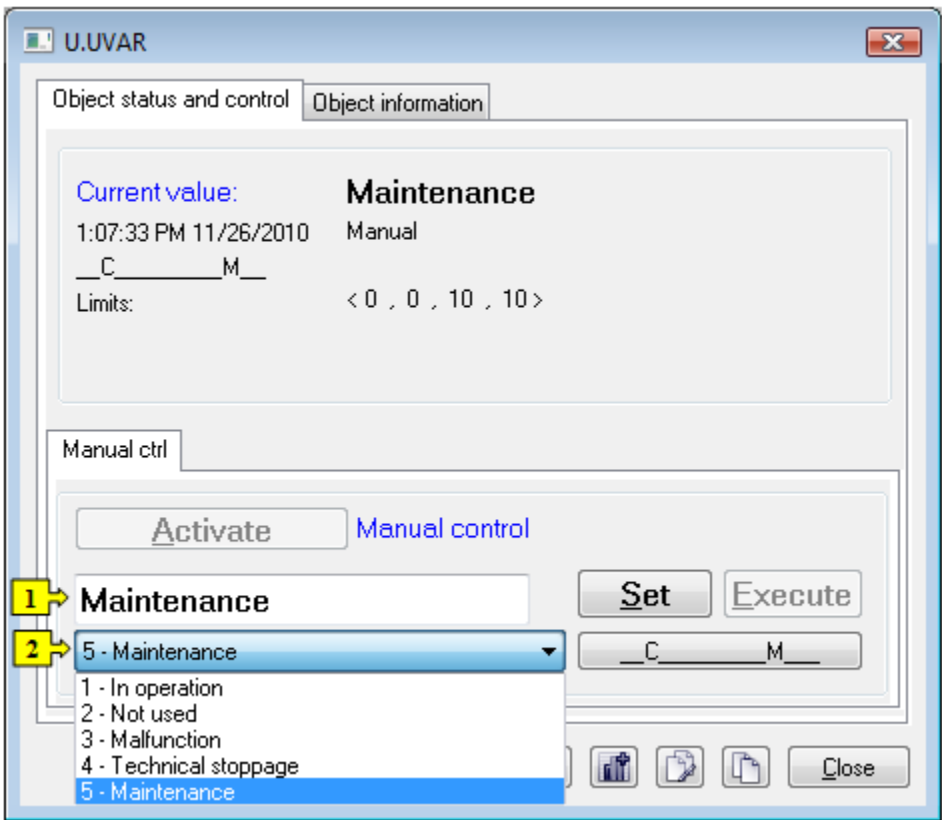 U.UVAR
Object status and control Object information
Current value: Maintenance
1:07:33 PM 11/26/2010 Manual
__C________M__
Limits: < 0 , 0 , 10 , 10 >
Manual ctrl
Activate Manual control
1 Maintenance Set Execute
2 5 - Maintenance __C________M___
1 - In operation
2 - Not used
3 - Malfunction
4 - Technical stoppage
5 - Maintenance
Close